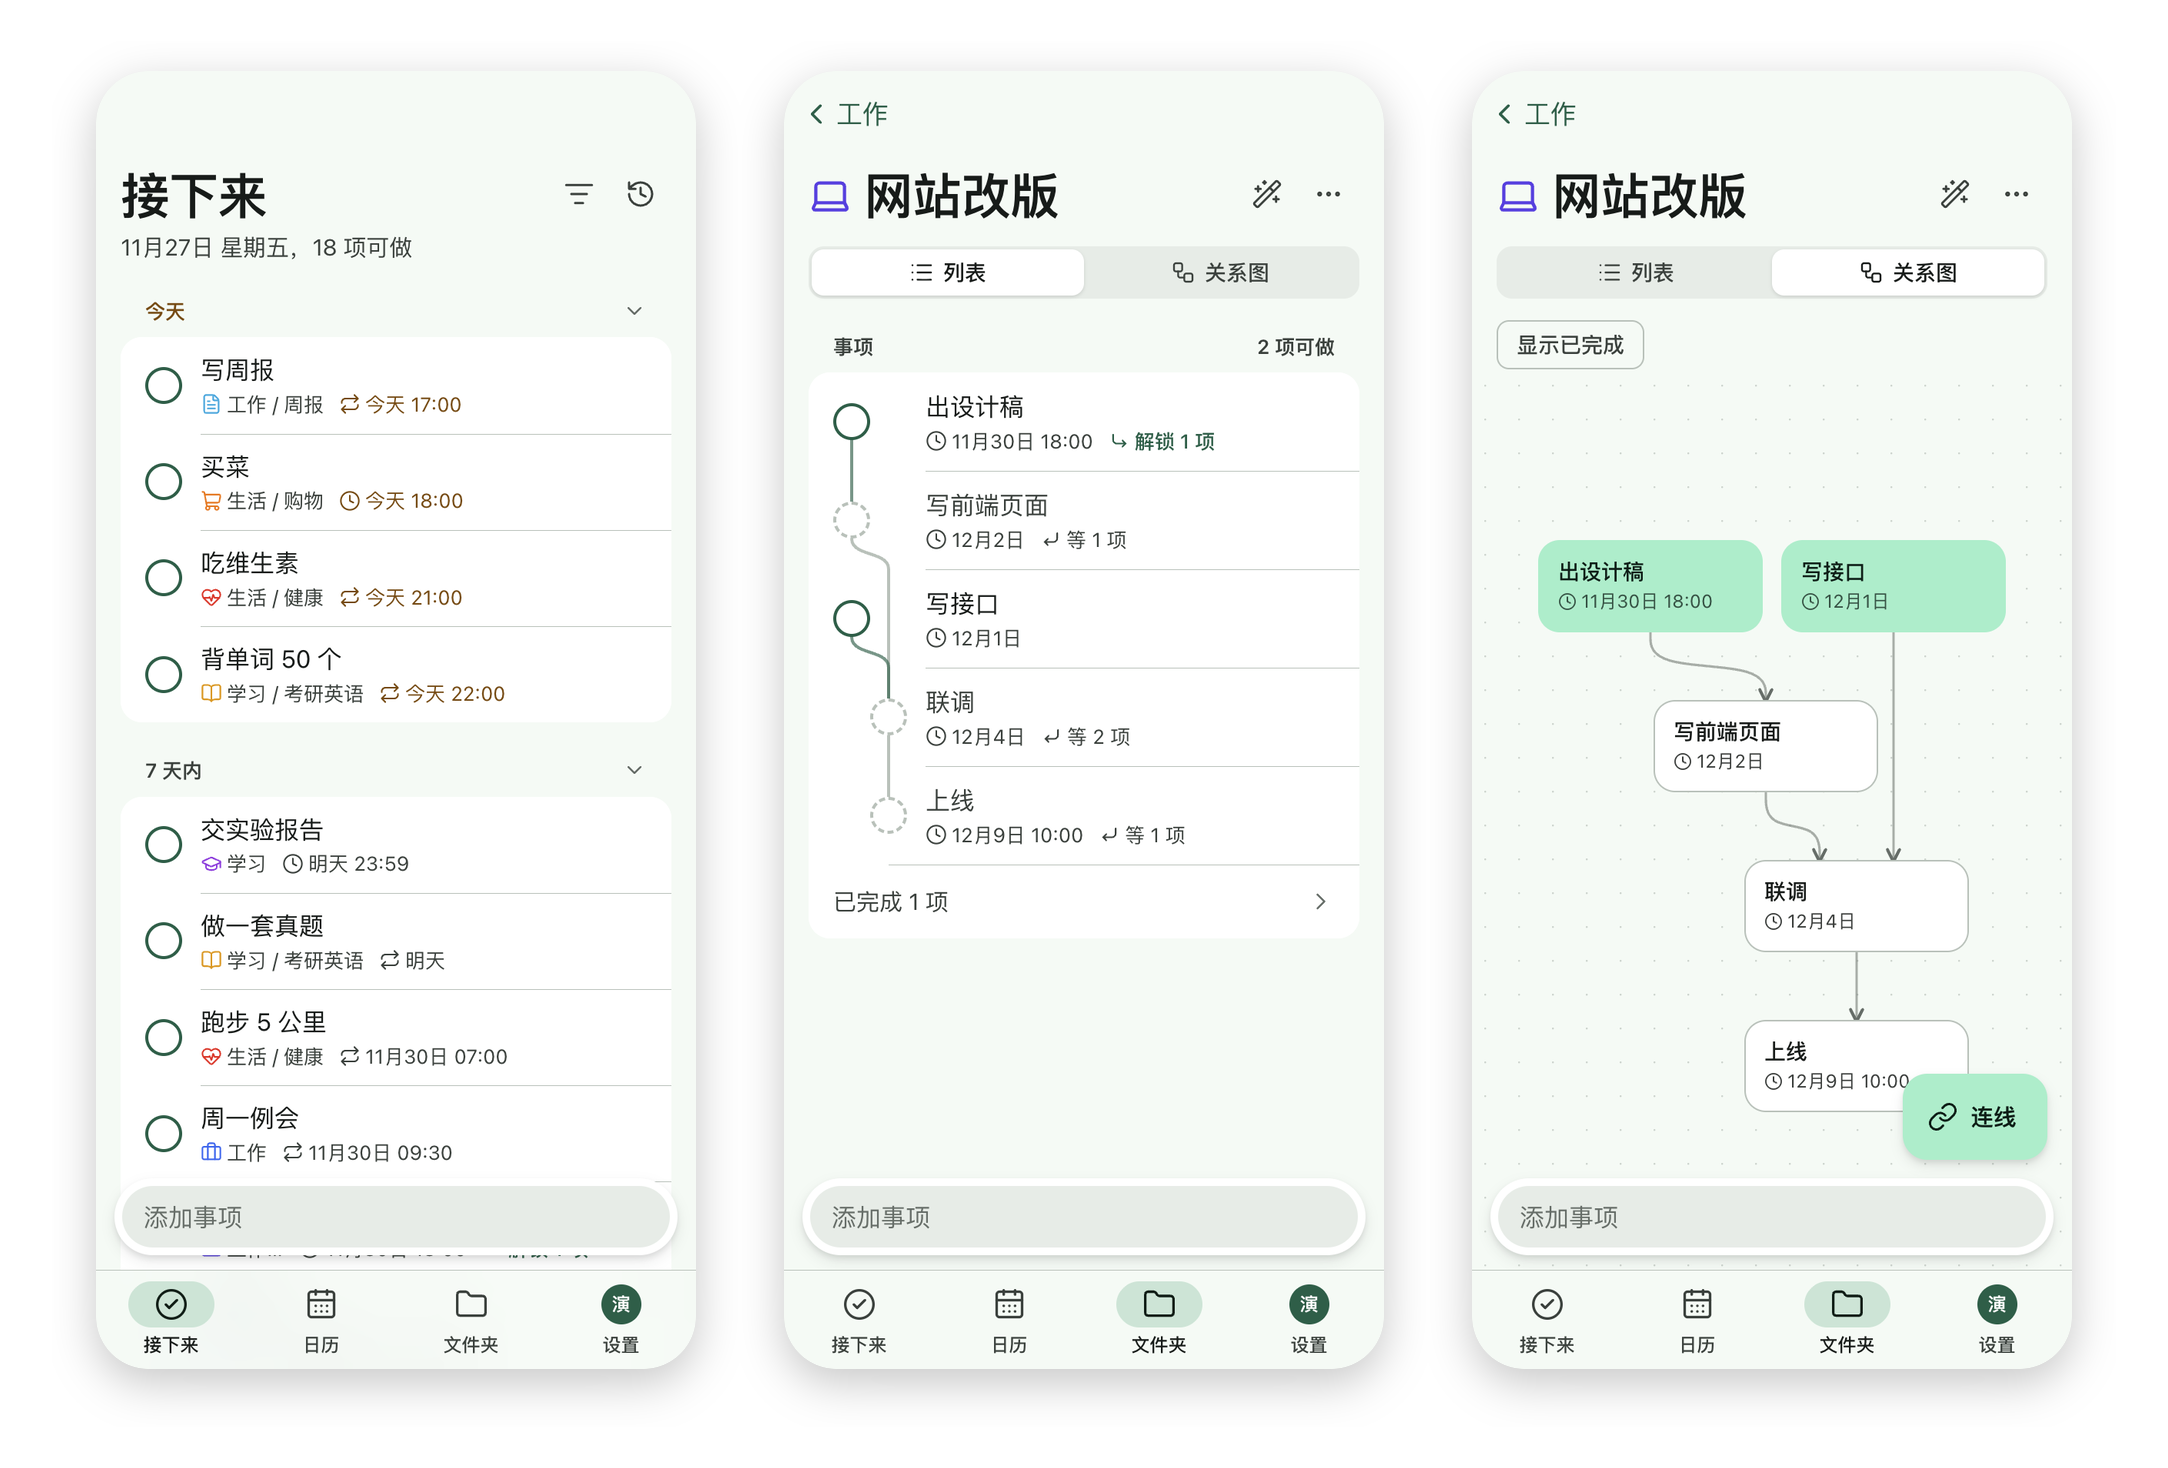 接下来
11月27日 星期五，18 项可做
今天
写周报
工作 / 周报 今天 17:00
买菜
生活 / 购物 今天 18:00
吃维生素
生活 / 健康 今天 21:00
背单词 50 个
学习 / 考研英语 今天 22:00
7 天内
交实验报告
学习 明天 23:59
做一套真题
学习 / 考研英语 明天
跑步 5 公里
生活 / 健康 11月30日 07:00
周一例会
工作 11月30日 09:30
添加事项
接下来
日历
文件夹
演
设置
工作
网站改版
列表
关系图
事项
2 项可做
出设计稿
11月30日 18:00 解锁 1 项
写前端页面
12月2日 等 1 项
写接口
12月1日
联调
12月4日 等 2 项
上线
12月9日 10:00 等 1 项
已完成 1 项
添加事项
接下来
日历
文件夹
演
设置
工作
网站改版
列表
关系图
显示已完成
出设计稿
11月30日 18:00
写接口
12月1日
写前端页面
12月2日
联调
12月4日
上线
12月9日 10:00
连线
添加事项
接下来
日历
文件夹
演
设置